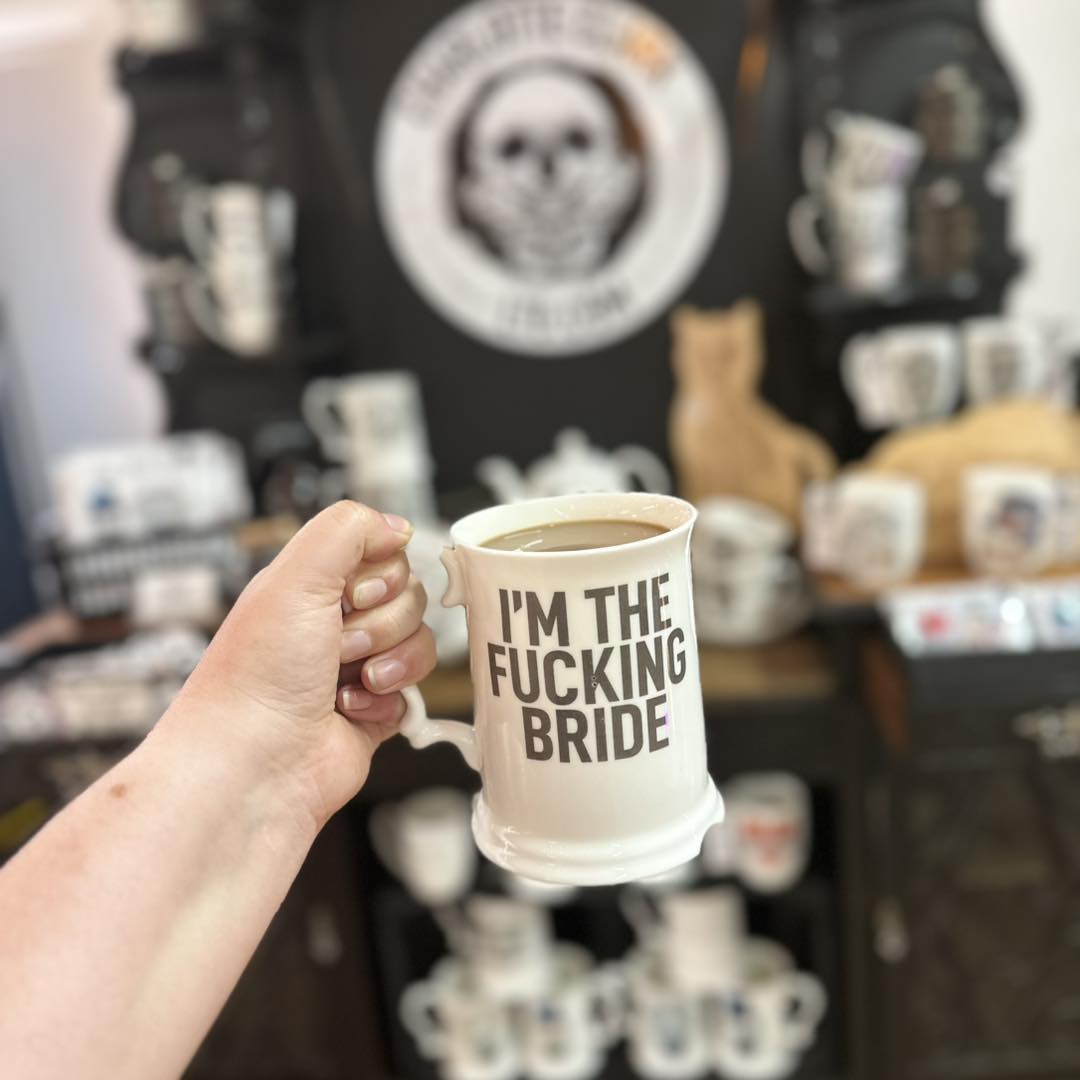 I'M THE
FUCKING
BRIDE